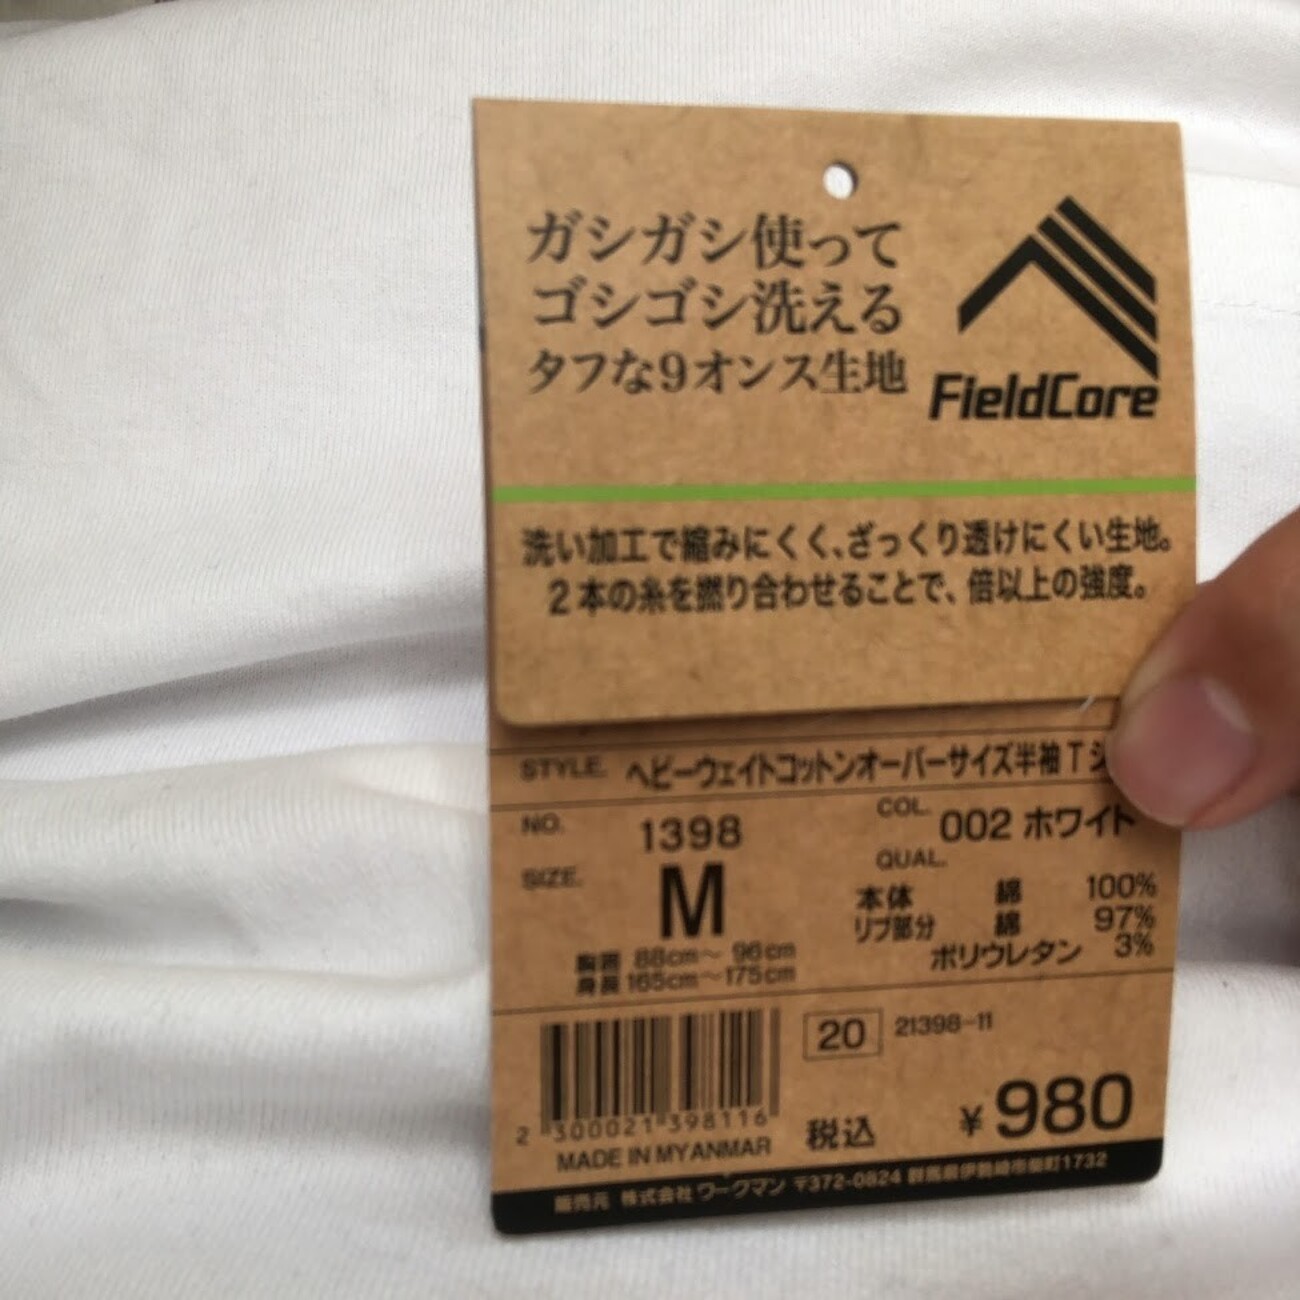 ガシガシ使って
ゴシゴシ洗える
タフな9オンス生地
FieldCore
洗い加工で縮みにくく、ざっくり透けにくい生地。
2本の糸を撚り合わせることで、倍以上の強度。
STYLE. ヘビーウェイトコットンオーバーサイズ半袖Tシ
NO. 1398
COL. 002 ホワイト
SIZE. M
胸囲 88cm〜 96cm
身長 165cm〜175cm
QUAL.
本体 綿 100%
リブ部分 綿 97%
ポリウレタン 3%
20 21398-11
2 300021 398116
税込 ¥980
MADE IN MYANMAR
販売元 株式会社 ワークマン 〒372-0824 群馬県伊勢崎市柴町1732